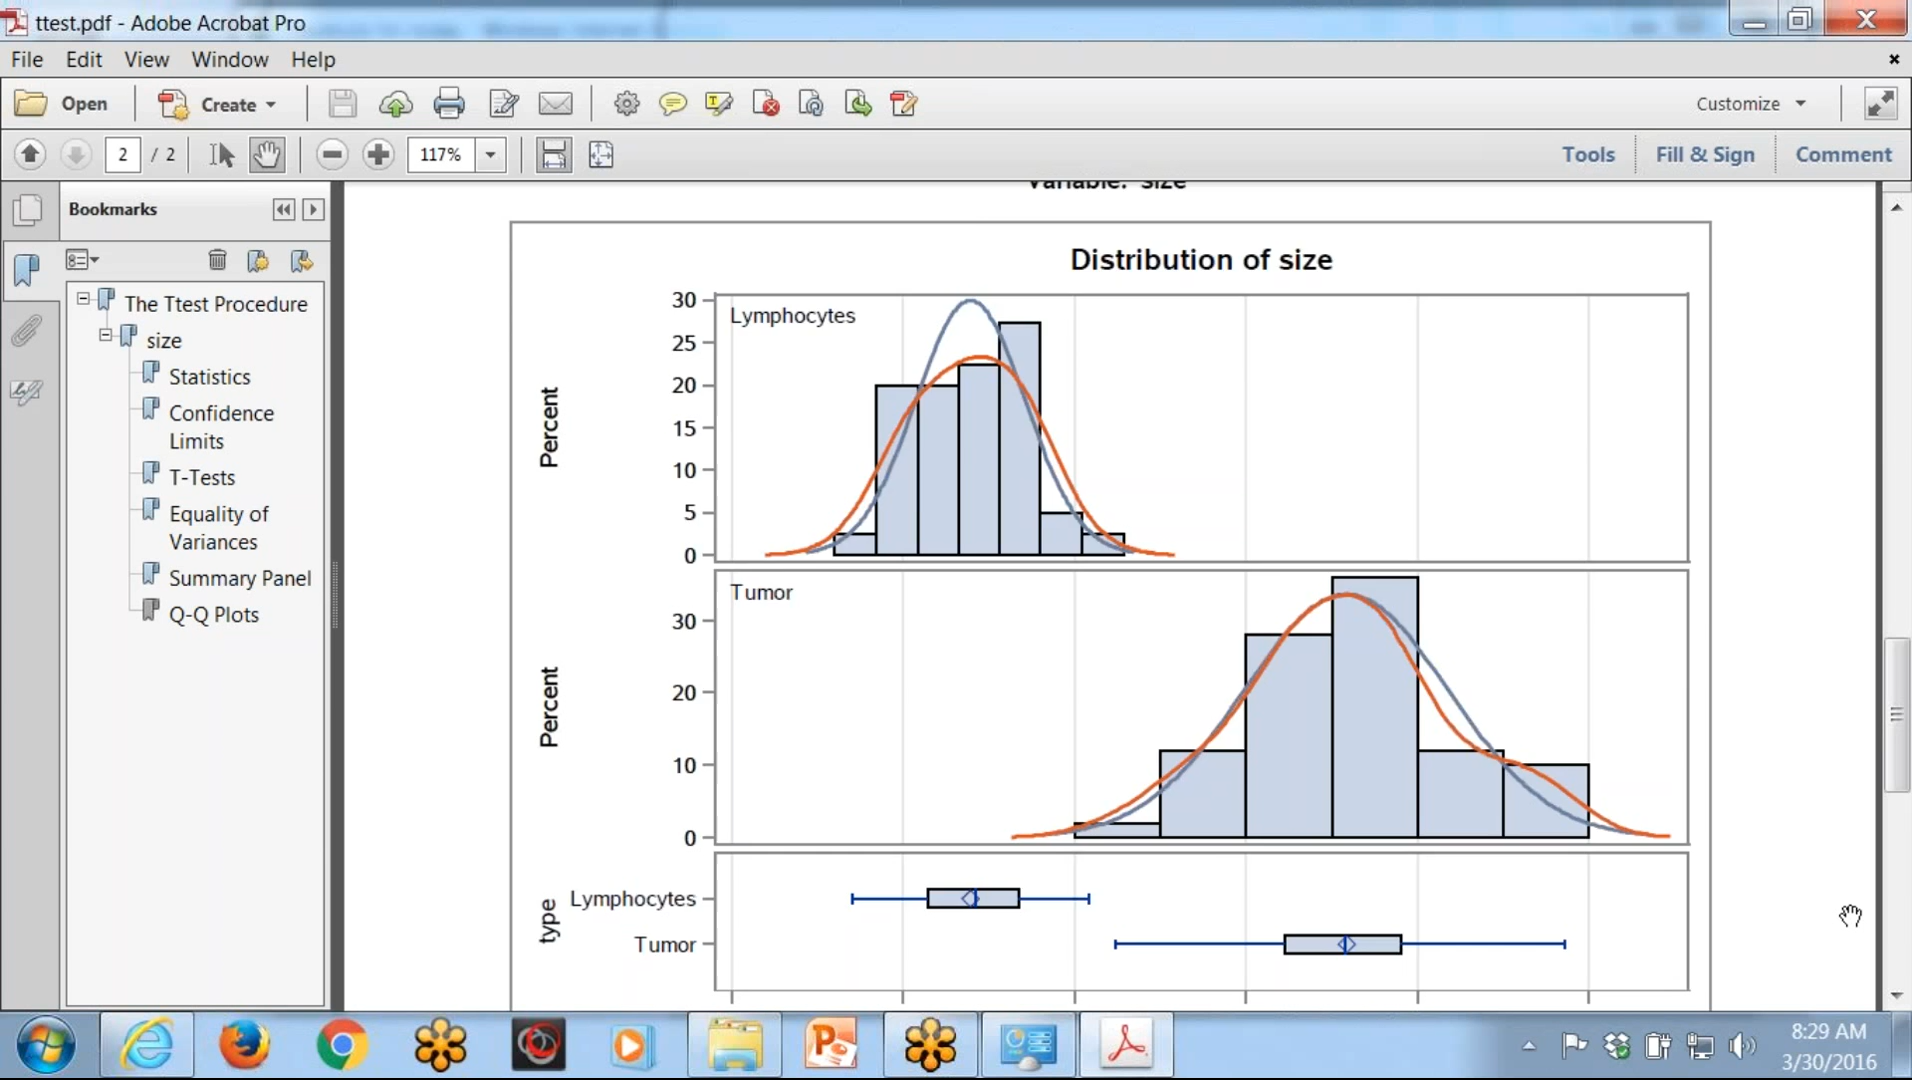 ttest.pdf - Adobe Acrobat Pro
File Edit View Window Help
Open Create Customize
2 / 2 117% Tools Fill & Sign Comment
Bookmarks
The Ttest Procedure
size
Statistics
Confidence
Limits
T-Tests
Equality of
Variances
Summary Panel
Q-Q Plots
Variable: size
Distribution of size
Percent
30
25
20
15
10
5
0
Lymphocytes
Percent
30
20
10
0
Tumor
type
Lymphocytes
Tumor
8:29 AM
3/30/2016